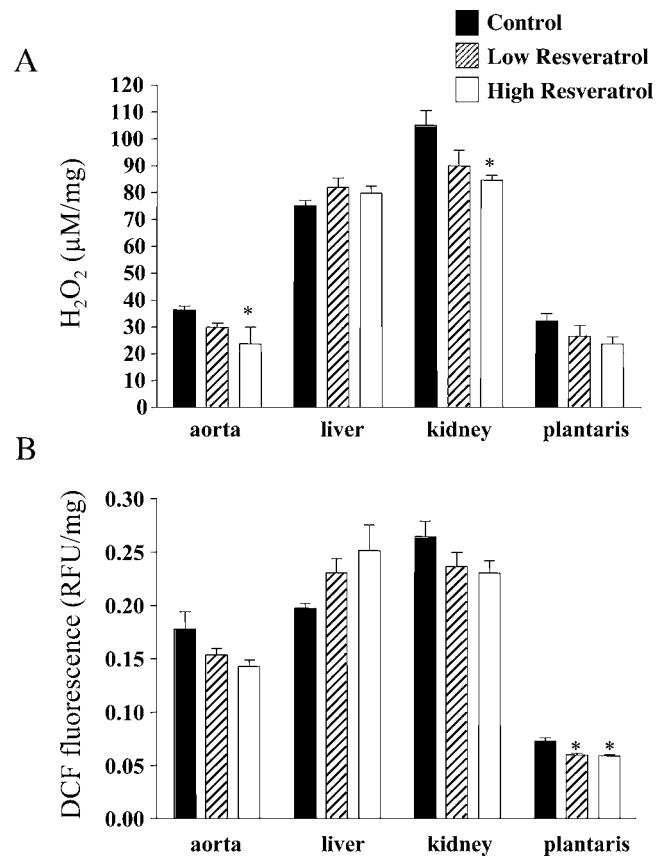 Control
Low Resveratrol
High Resveratrol
A
H₂O₂ (µM/mg)
120
110
100
90
80
70
60
50
40
30
20
10
0
*
*
aorta liver kidney plantaris
B
DCF fluorescence (RFU/mg)
0.30
0.25
0.20
0.15
0.10
0.05
0.00
* *
aorta liver kidney plantaris